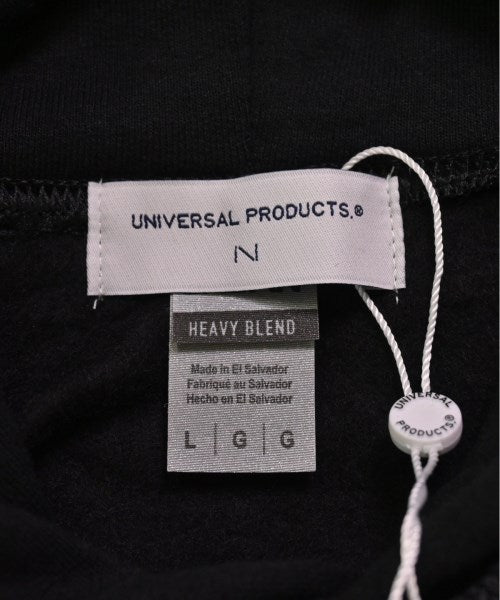 UNIVERSAL PRODUCTS.®
N
HEAVY BLEND
Made in El Salvador
Fabriqué au Salvador
Hecho en El Salvador
L | G | G
UNIVERSAL
PRODUCTS.